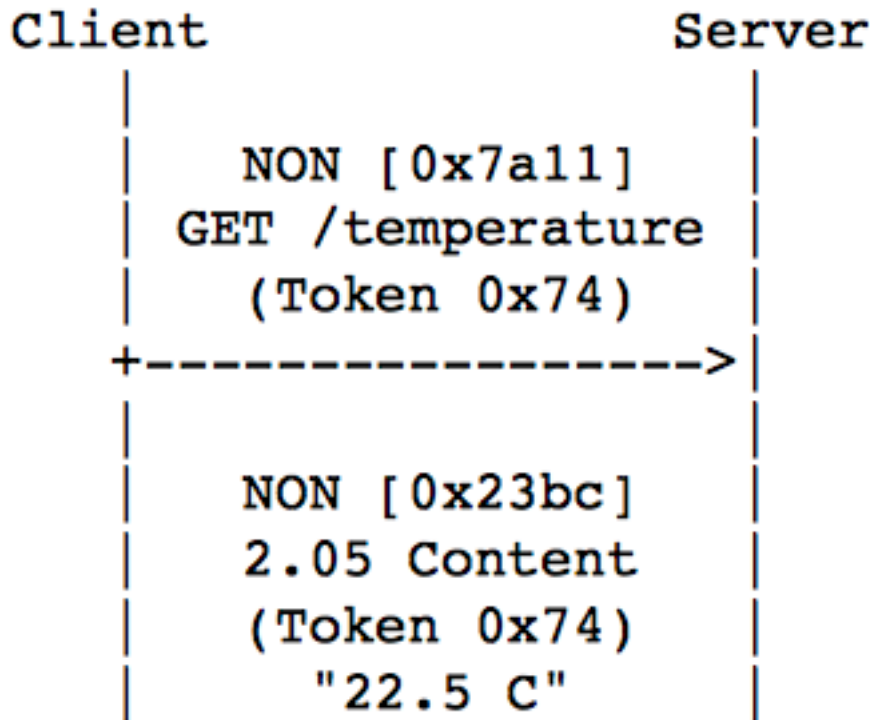 Client Server
NON [0x7a11]
GET /temperature
(Token 0x74)
NON [0x23bc]
2.05 Content
(Token 0x74)
"22.5 C"